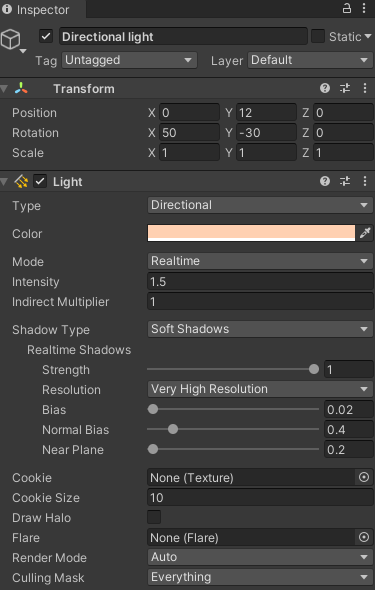 Inspector
Directional light Static
Tag Untagged Layer Default
Transform
Position X 0 Y 12 Z 0
Rotation X 50 Y -30 Z 0
Scale X 1 Y 1 Z 1
Light
Type Directional
Color
Mode Realtime
Intensity 1.5
Indirect Multiplier 1
Shadow Type Soft Shadows
Realtime Shadows
Strength 1
Resolution Very High Resolution
Bias 0.02
Normal Bias 0.4
Near Plane 0.2
Cookie None (Texture)
Cookie Size 10
Draw Halo
Flare None (Flare)
Render Mode Auto
Culling Mask Everything